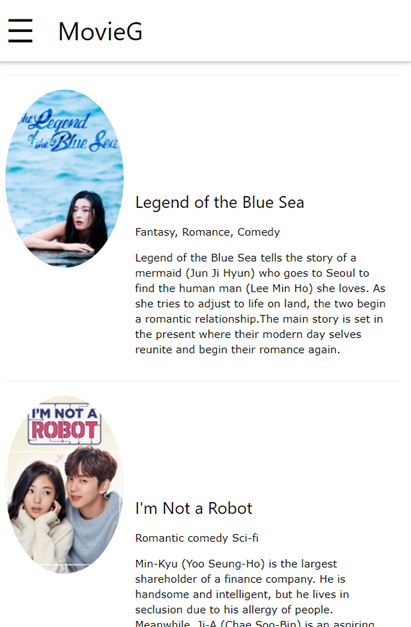 MovieG
the Legend
of the Blue Sea
Legend of the Blue Sea
Fantasy, Romance, Comedy
Legend of the Blue Sea tells the story of a
mermaid (Jun Ji Hyun) who goes to Seoul to
find the human man (Lee Min Ho) she loves. As
she tries to adjust to life on land, the two begin
a romantic relationship.The main story is set in
the present where their modern day selves
reunite and begin their romance again.
I'M NOT A
ROBOT
I'm Not a Robot
Romantic comedy Sci-fi
Min-Kyu (Yoo Seung-Ho) is the largest
shareholder of a finance company. He is
handsome and intelligent, but he lives in
seclusion due to his allergy of people.
Meanwhile, Ji-A (Chae Soo-Bin) is an aspiring